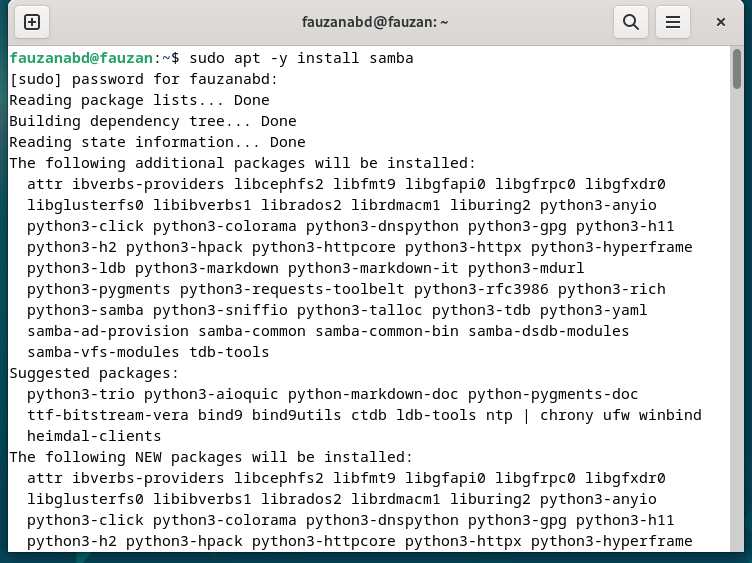 fauzanabd@fauzan: ~
fauzanabd@fauzan:~$ sudo apt -y install samba
[sudo] password for fauzanabd:
Reading package lists... Done
Building dependency tree... Done
Reading state information... Done
The following additional packages will be installed:
  attr ibverbs-providers libcephfs2 libfmt9 libgfapi0 libgfrpc0 libgfxdr0
  libglusterfs0 libibverbs1 librados2 librdmacm1 liburing2 python3-anyio
  python3-click python3-colorama python3-dnspython python3-gpg python3-h11
  python3-h2 python3-hpack python3-httpcore python3-httpx python3-hyperframe
  python3-ldb python3-markdown python3-markdown-it python3-mdurl
  python3-pygments python3-requests-toolbelt python3-rfc3986 python3-rich
  python3-samba python3-sniffio python3-talloc python3-tdb python3-yaml
  samba-ad-provision samba-common samba-common-bin samba-dsdb-modules
  samba-vfs-modules tdb-tools
Suggested packages:
  python3-trio python3-aioquic python-markdown-doc python-pygments-doc
  ttf-bitstream-vera bind9 bind9utils ctdb ldb-tools ntp | chrony ufw winbind
  heimdal-clients
The following NEW packages will be installed:
  attr ibverbs-providers libcephfs2 libfmt9 libgfapi0 libgfrpc0 libgfxdr0
  libglusterfs0 libibverbs1 librados2 librdmacm1 liburing2 python3-anyio
  python3-click python3-colorama python3-dnspython python3-gpg python3-h11
  python3-h2 python3-hpack python3-httpcore python3-httpx python3-hyperframe